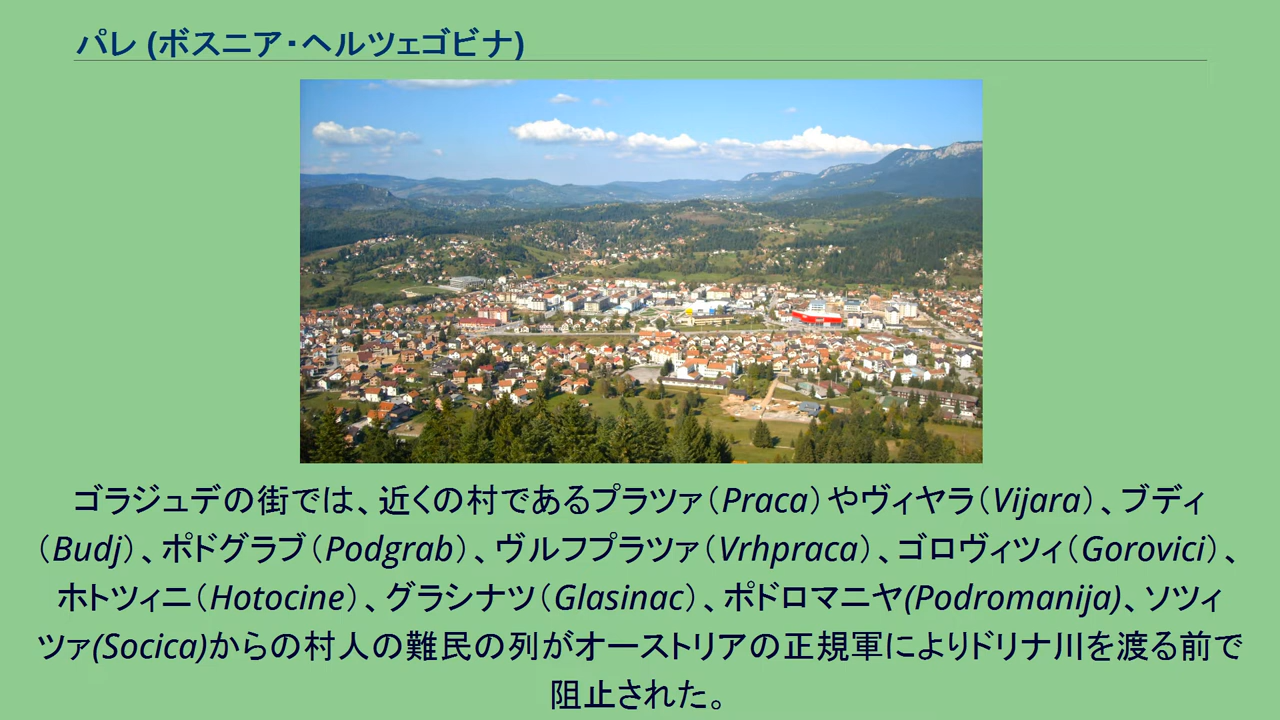 パレ (ボスニア・ヘルツェゴビナ)
ゴラジュデの街では、近くの村であるプラツァ（Praca）やヴィヤラ（Vijara）、ブディ
（Budj）、ポドグラブ（Podgrab）、ヴルフプラツァ（Vrhpraca）、ゴロヴィツィ（Gorovici）、
ホトツィニ（Hotocine）、グラシナツ（Glasinac）、ポドロマニヤ(Podromanija)、ソツィ
ツァ(Socica)からの村人の難民の列がオーストリアの正規軍によりドリナ川を渡る前で
阻止された。